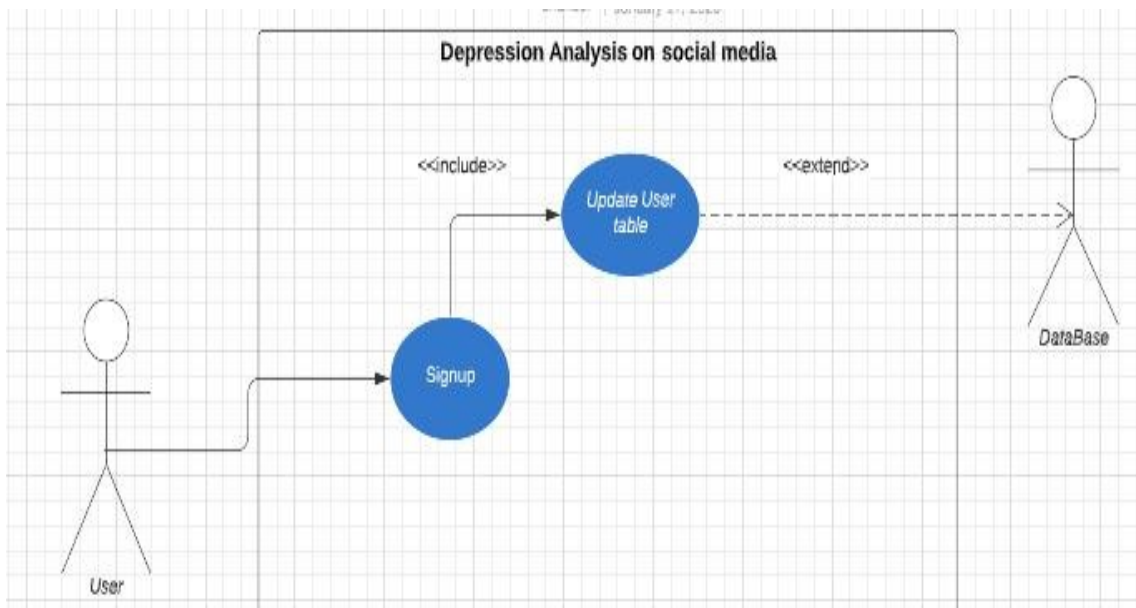 Depression Analysis on social media
<<include>>
<<extend>>
Update User
table
Signup
DataBase
User